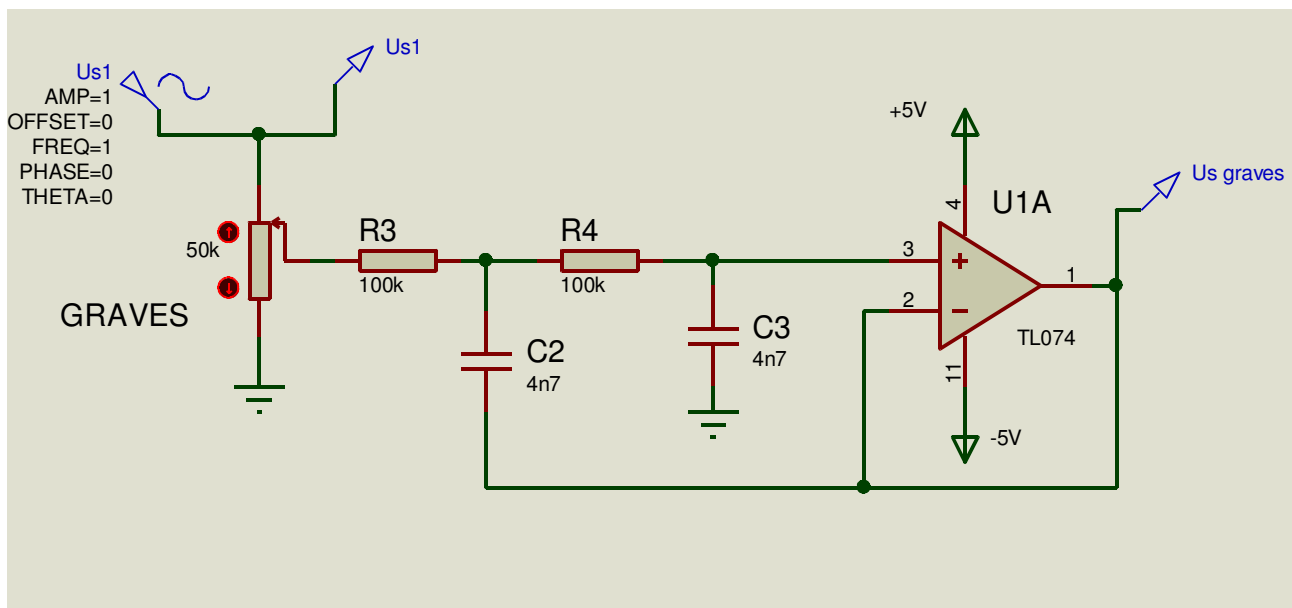 Us1
AMP=1
OFFSET=0
FREQ=1
PHASE=0
THETA=0
Us1
50k
GRAVES
R3
100k
R4
100k
C2
4n7
C3
4n7
+5V
4
U1A
3
2
1
TL074
11
-5V
Us graves